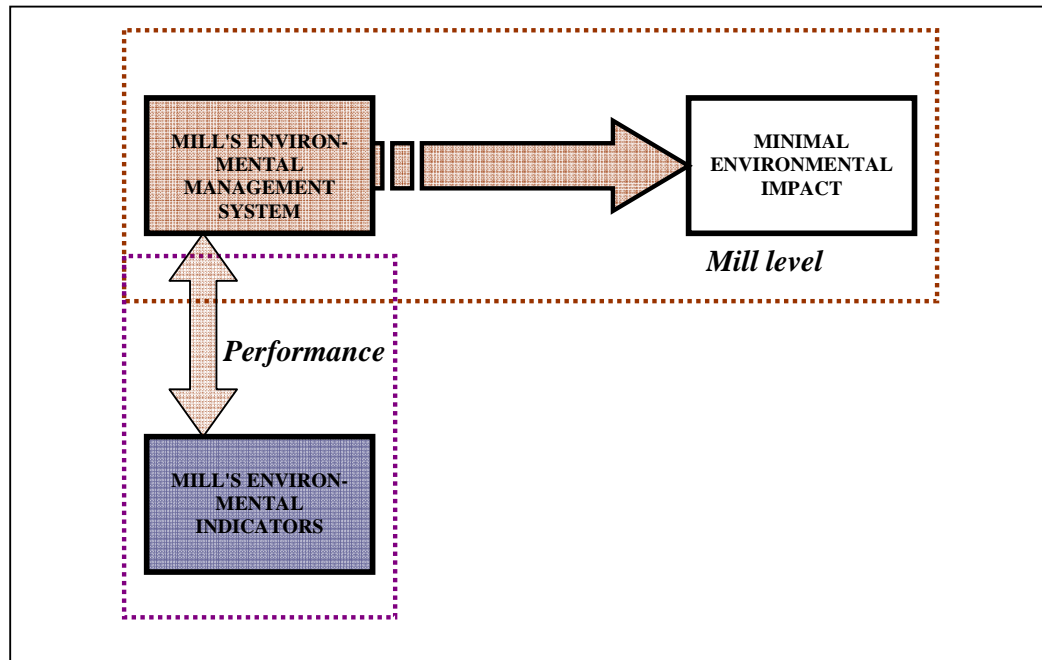 MILL'S ENVIRON-
MENTAL
MANAGEMENT
SYSTEM
MINIMAL
ENVIRONMENTAL
IMPACT
Mill level
Performance
MILL'S ENVIRON-
MENTAL
INDICATORS